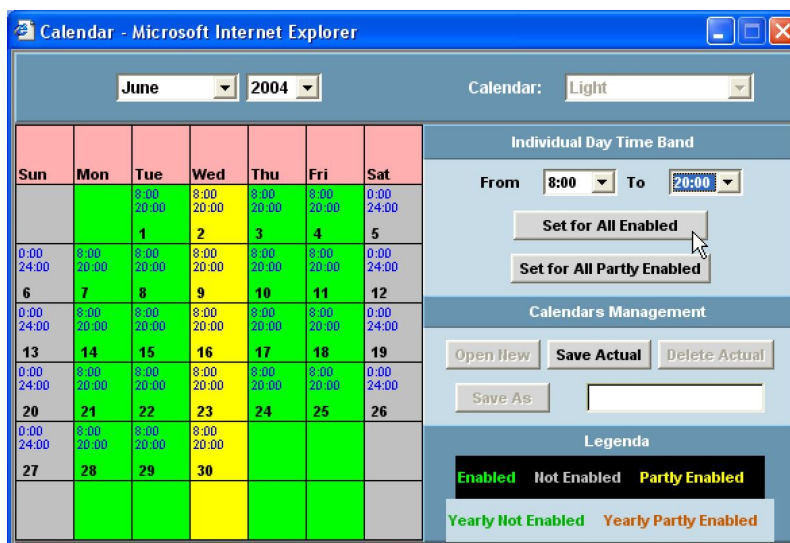 Calendar - Microsoft Internet Explorer
June 2004 Calendar: Light
Individual Day Time Band
From 8:00 To 20:00
Set for All Enabled
Set for All Partly Enabled
Calendars Management
Open New Save Actual Delete Actual
Save As
Legenda
Enabled Not Enabled Partly Enabled
Yearly Not Enabled Yearly Partly Enabled
Sun Mon Tue Wed Thu Fri Sat
8:00 8:00 8:00 8:00 0:00
20:00 20:00 20:00 20:00 24:00
1 2 3 4 5
0:00 8:00 8:00 8:00 8:00 8:00 0:00
24:00 20:00 20:00 20:00 20:00 20:00 24:00
6 7 8 9 10 11 12
0:00 8:00 8:00 8:00 8:00 8:00 0:00
24:00 20:00 20:00 20:00 20:00 20:00 24:00
13 14 15 16 17 18 19
0:00 8:00 8:00 8:00 8:00 8:00 0:00
24:00 20:00 20:00 20:00 20:00 20:00 24:00
20 21 22 23 24 25 26
0:00 8:00 8:00 8:00
24:00 20:00 20:00 20:00
27 28 29 30